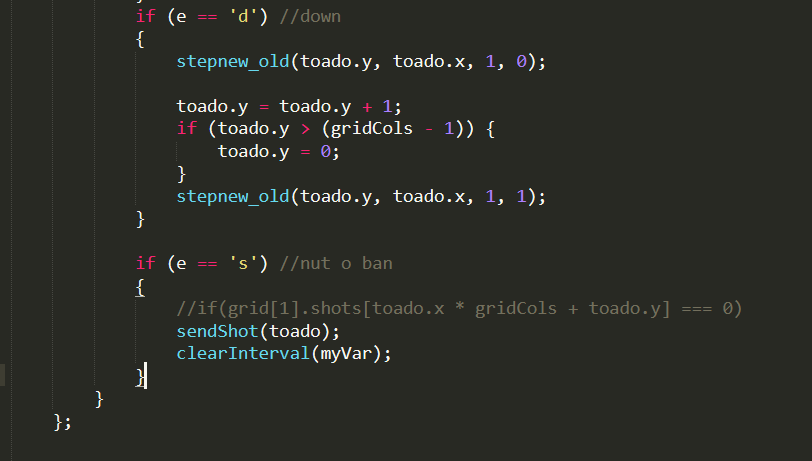 }
if (e == 'd') //down
{
stepnew_old(toado.y, toado.x, 1, 0);
toado.y = toado.y + 1;
if (toado.y > (gridCols - 1)) {
toado.y = 0;
}
stepnew_old(toado.y, toado.x, 1, 1);
}
if (e == 's') //nut o ban
{
//if(grid[1].shots[toado.x * gridCols + toado.y] === 0)
sendShot(toado);
clearInterval(myVar);
}
}
};